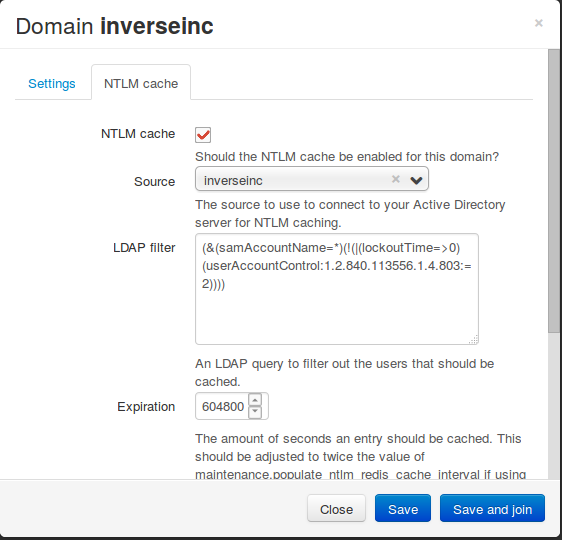 Domain inverseinc ×
Settings NTLM cache
NTLM cache
Should the NTLM cache be enabled for this domain?
Source inverseinc ×
The source to use to connect to your Active Directory
server for NTLM caching.
LDAP filter (&(samAccountName=*)(!(|(lockoutTime=>0)
(userAccountControl:1.2.840.113556.1.4.803:=
2))))
An LDAP query to filter out the users that should be
cached.
Expiration 604800
The amount of seconds an entry should be cached. This
should be adjusted to twice the value of
maintenance.populate_ntlm_redis_cache_interval if using
Close Save Save and join